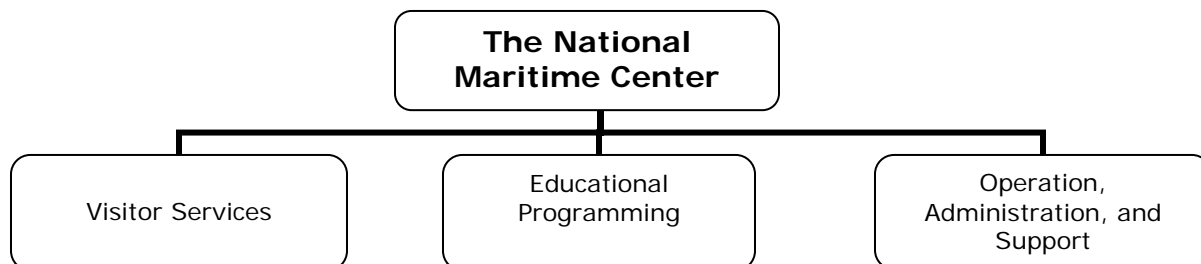 The National
Maritime Center
Visitor Services
Educational
Programming
Operation,
Administration, and
Support